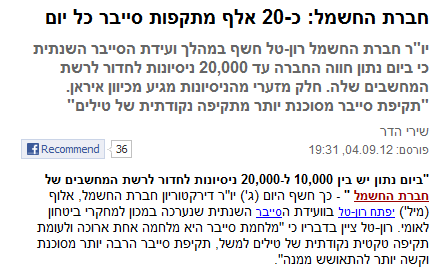 חברת החשמל: כ-20 אלף מתקפות סייבר כל יום
יו"ר חברת החשמל רון-טל חשף במהלך ועידת הסייבר השנתית
כי ביום נתון חווה החברה עד 20,000 ניסיונות לחדור לרשת
המחשבים שלה. חלק מזערי מהניסיונות מגיע מכיוון איראן.
"תקיפת סייבר מסוכנת יותר מתקיפה נקודתית של טילים"
שירי הדר
פורסם: 04.09.12, 19:31
Recommend 36
"ביום נתון יש בין 10,000 ל-20,000 ניסיונות לחדור לרשת המחשבים של
חברת החשמל" - כך חשף היום (ג') יו"ר דירקטוריון חברת החשמל, אלוף
(מיל') יפתח רון-טל בוועידת הסייבר השנתית שנערכה במכון למחקרי ביטחון
לאומי. רון-טל ציין בדבריו כי "מלחמת סייבר היא מלחמה אחת ארוכה ולעומת
תקיפה טקטית נקודתית של טילים למשל, תקיפת סייבר הרבה יותר מסוכנת
וקשה יותר להתאושש ממנה".